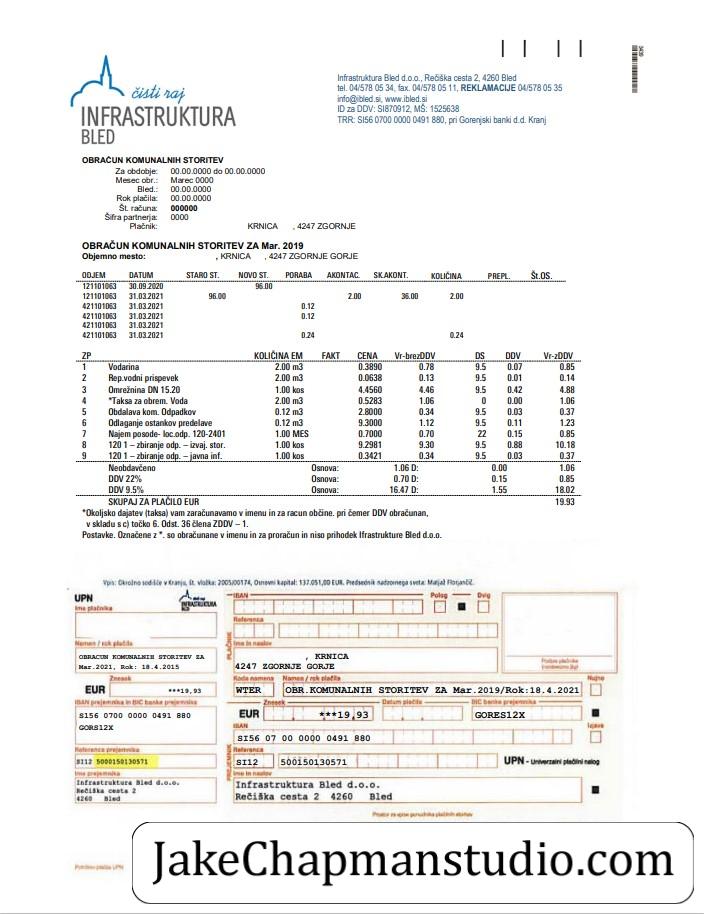 čisti raj
INFRASTRUKTURA
BLED
Infrastruktura Bled d.o.o., Rečiška cesta 2, 4260 Bled
tel. 04/578 05 34, fax. 04/578 05 11, REKLAMACIJE 04/578 05 35
info@ibled.si, www.ibled.si
ID za DDV: SI870912, MŠ: 1525638
TRR: SI56 0700 0000 0491 880, pri Gorenjski banki d.d. Kranj
OBRAČUN KOMUNALNIH STORITEV
Za obdobje: 00.00.0000 do 00.00.0000
Mesec obr.: Marec 0000
Bled.: 00.00.0000
Rok plačila: 00.00.0000
Št. računa: 000000
Šifra partnerja: 0000
Plačnik: KRNICA , 4247 ZGORNJE
OBRAČUN KOMUNALNIH STORITEV ZA Mar. 2019
Objemno mesto: , KRNICA , 4247 ZGORNJE GORJE
ODJEM DATUM STARO ST. NOVO ST. PORABA AKONTAC. SK.AKONT. KOLIČINA PREPL. Št.OS.
121101063 30.09.2020 96.00
121101063 31.03.2021 96.00 2.00 36.00 2.00
421101063 31.03.2021 0.12
421101063 31.03.2021 0.12
421101063 31.03.2021
421101063 31.03.2021 0.24 0.24
ZP KOLIČINA EM FAKT CENA Vr-brezDDV DS DDV Vr-zDDV
1 Vodarina 2.00 m3 0.3890 0.78 9.5 0.07 0.85
2 Rep.vodni prispevek 2.00 m3 0.0638 0.13 9.5 0.01 0.14
3 Omrežnina DN 15.20 1.00 kos 4.4560 4.46 9.5 0.42 4.88
4 *Taksa za obrem. Voda 2.00 m3 0.5283 1.06 0 0.00 1.06
5 Obdalava kom. Odpadkov 0.12 m3 2.8000 0.34 9.5 0.03 0.37
6 Odlaganje ostankov predelave 0.12 m3 9.3000 1.12 9.5 0.11 1.23
7 Najem posode- loc.odp. 120-2401 1.00 MES 0.7000 0.70 22 0.15 0.85
8 120 1 – zbiranje odp. – izvaj. stor. 1.00 kos 9.2981 9.30 9.5 0.88 10.18
9 120 1 – zbiranje odp. – javna inf. 1.00 kos 0.3421 0.34 9.5 0.03 0.37
Neobdavčeno Osnova: 1.06 D: 0.00 1.06
DDV 22% Osnova: 0.70 D: 0.15 0.85
DDV 9.5% Osnova: 16.47 D: 1.55 18.02
SKUPAJ ZA PLAČILO EUR 19.93
*Okoljsko dajatev (taksa) vam zaračunavamo v imenu in za racun občine. pri čemer DDV obračunan,
v skladu s c) točko 6. Odst. 36 člena ZDDV – 1.
Postavke. Označene z *. so obračunane v imenu in za proračun in niso prihodek Ifrastrukture Bled d.o.o.
Vpis: Okrožno sodišče v Kranju, št. vložka: 2005/00174, Osnovni kapital: 137.051,00 EUR. Predsednik nadzornega sveta: Matjaž Florjančič.
UPN
čisti raj
INFRASTRUKTURA
BLED
Ime plačnika
Namen / rok plačila
OBRACUN KOMUNALNIH STORITEV ZA
Mar.2021, Rok: 18.4.2015
Znesek
EUR ***19,93
IBAN prejemnika in BIC banke prejemnika
SI56 0700 0000 0491 880
GORS12X
Referenca prejemnika
SI12 5000150130571
Ime prejemnika
Infrastruktura Bled d.o.o.
Rečiška cesta 2
4260 Bled
PLAČNIK
IBAN Polog Dvig
Referenca
Ime in naslov
, KRNICA
4247 ZGORNJE GORJE
Podpis plačnika
Koda namena Namen / rok plačila Nujno
WTER OBR.KOMUNALNIH STORITEV ZA Mar.2019/Rok:18.4.2021
Znesek Datum plačila BIC banke prejemnika
EUR ***19,93 GORES12X
PREJEMNIK
IBAN
SI56 07 00 0000 0491 880
Referenca
SI12 500150130571 UPN - Univerzalni plačilni nalog
Ime in naslov
Infrastruktura Bled d.o.o.
Rečiška cesta 2 4260 Bled
JakeChapmanstudio.com